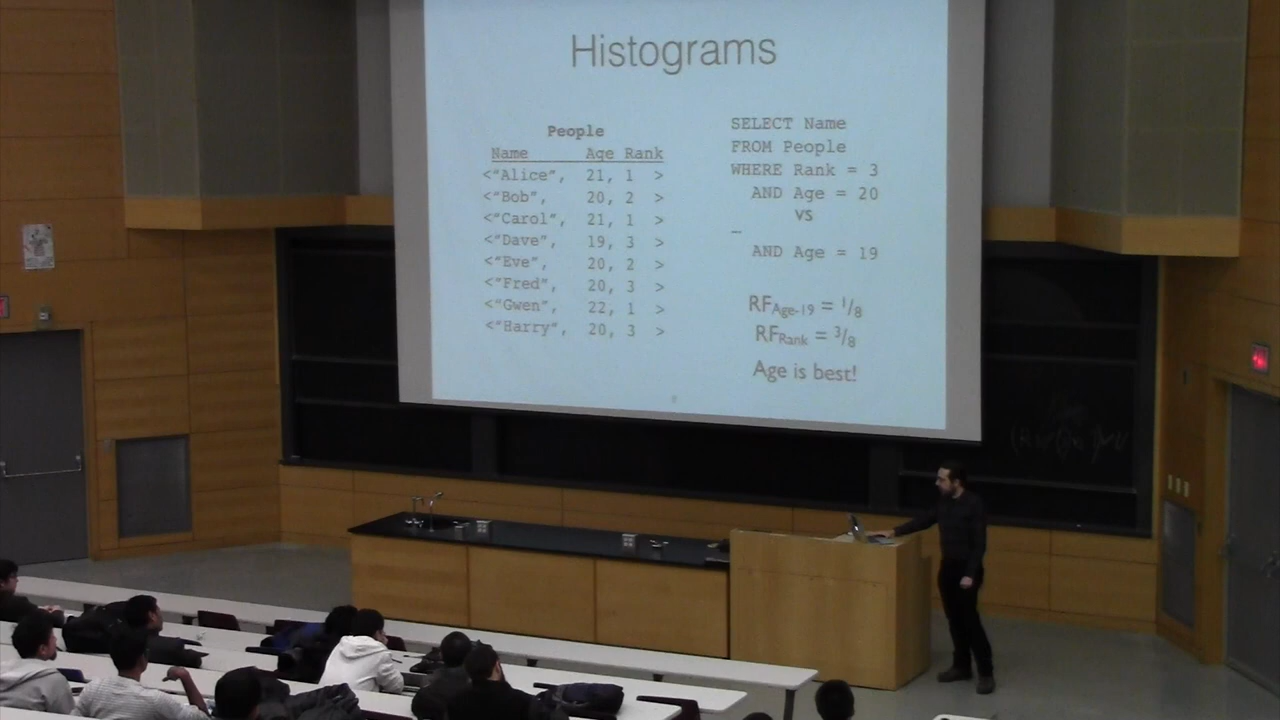 Histograms
People
Name Age Rank
<“Alice”, 21, 1 >
<“Bob”, 20, 2 >
<“Carol”, 21, 1 >
<“Dave”, 19, 3 >
<“Eve”, 20, 2 >
<“Fred”, 20, 3 >
<“Gwen”, 22, 1 >
<“Harry”, 20, 3 >
SELECT Name
FROM People
WHERE Rank = 3
AND Age = 20
vs
…
AND Age = 19
RFAge-19 = 1/8
RFRank = 3/8
Age is best!